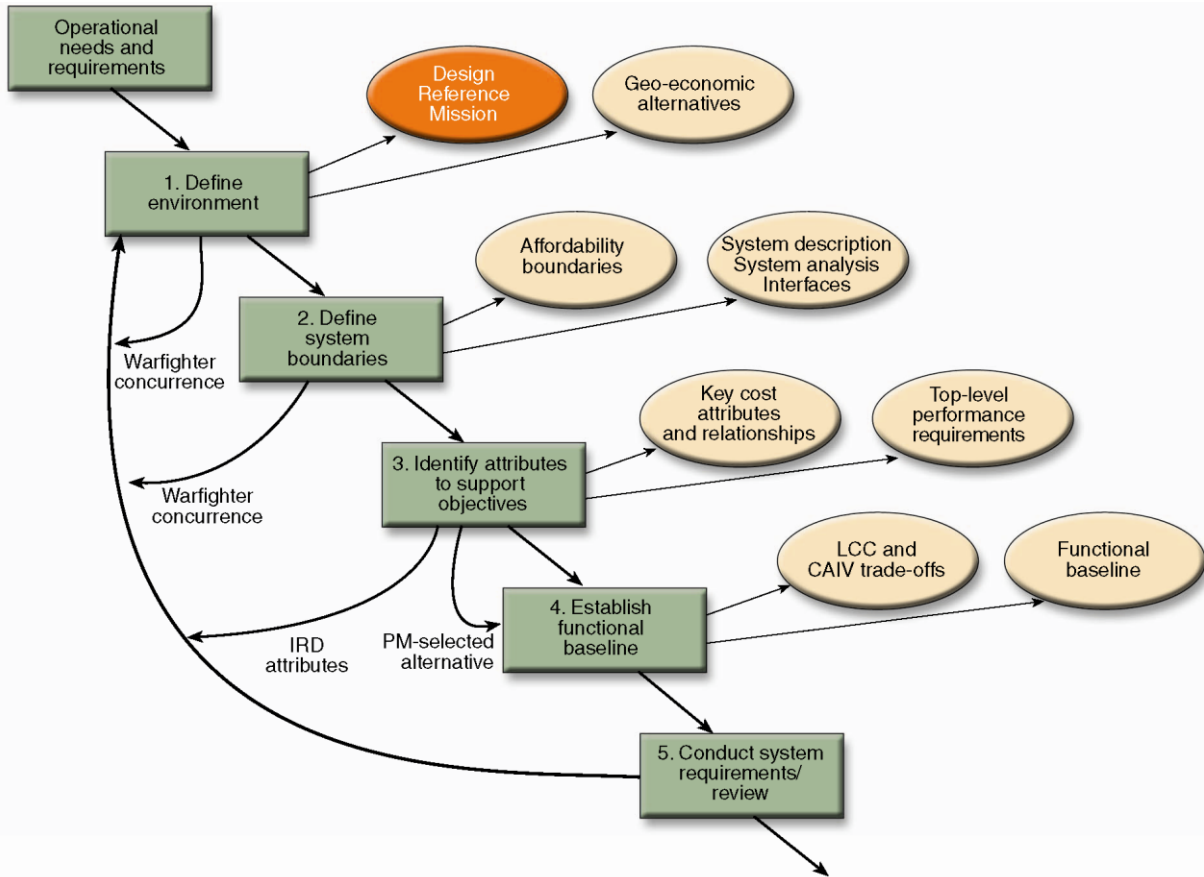 Operational
needs and
requirements
Design
Reference
Mission
Geo-economic
alternatives
1. Define
environment
Affordability
boundaries
System description
System analysis
Interfaces
2. Define
system
boundaries
Warfighter
concurrence
Key cost
attributes
and relationships
Top-level
performance
requirements
3. Identify attributes
to support
objectives
Warfighter
concurrence
LCC and
CAIV trade-offs
Functional
baseline
4. Establish
functional
baseline
IRD
attributes
PM-selected
alternative
5. Conduct system
requirements/
review